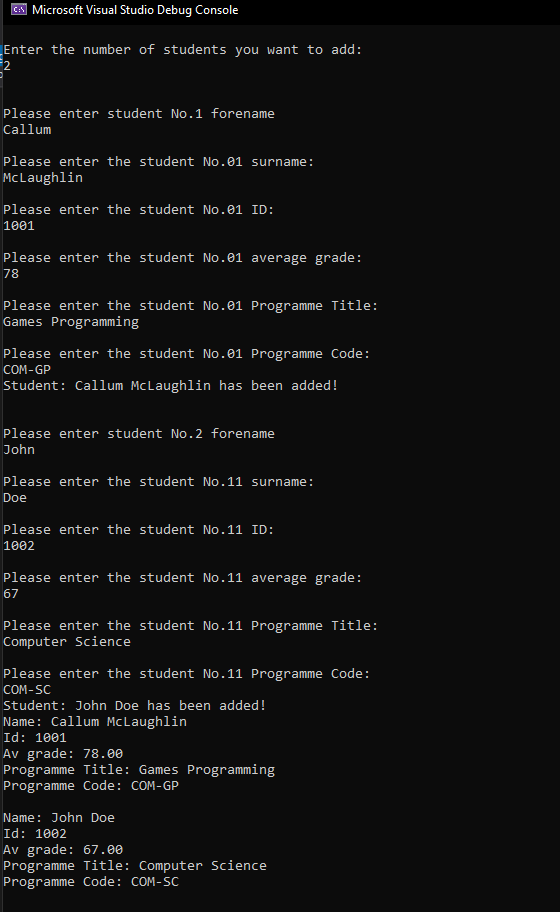 Microsoft Visual Studio Debug Console
Enter the number of students you want to add:
2
Please enter student No.1 forename
Callum
Please enter the student No.01 surname:
McLaughlin
Please enter the student No.01 ID:
1001
Please enter the student No.01 average grade:
78
Please enter the student No.01 Programme Title:
Games Programming
Please enter the student No.01 Programme Code:
COM-GP
Student: Callum McLaughlin has been added!
Please enter student No.2 forename
John
Please enter the student No.11 surname:
Doe
Please enter the student No.11 ID:
1002
Please enter the student No.11 average grade:
67
Please enter the student No.11 Programme Title:
Computer Science
Please enter the student No.11 Programme Code:
COM-SC
Student: John Doe has been added!
Name: Callum McLaughlin
Id: 1001
Av grade: 78.00
Programme Title: Games Programming
Programme Code: COM-GP
Name: John Doe
Id: 1002
Av grade: 67.00
Programme Title: Computer Science
Programme Code: COM-SC